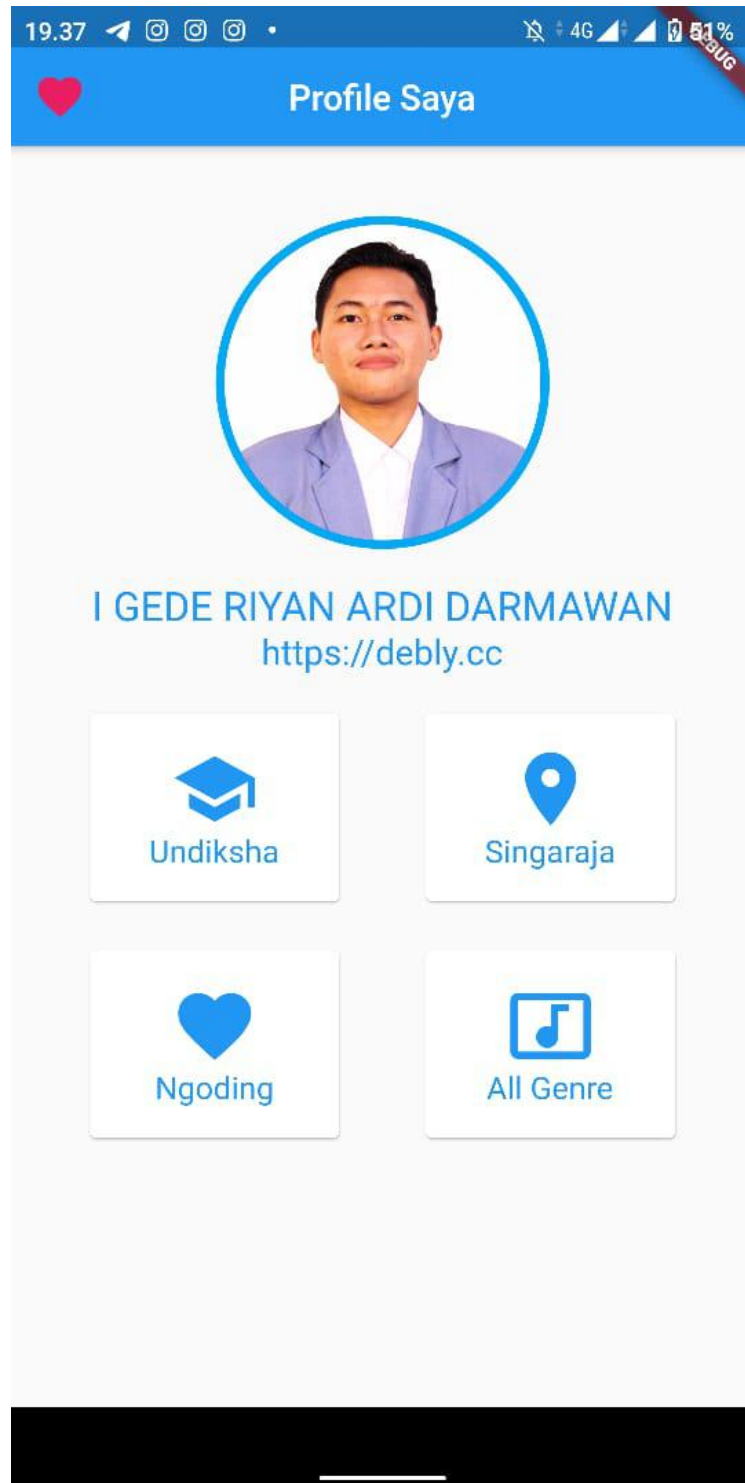 19.37 4G 51%
DEBUG
Profile Saya
I GEDE RIYAN ARDI DARMAWAN
https://debly.cc
Undiksha Singaraja
Ngoding All Genre